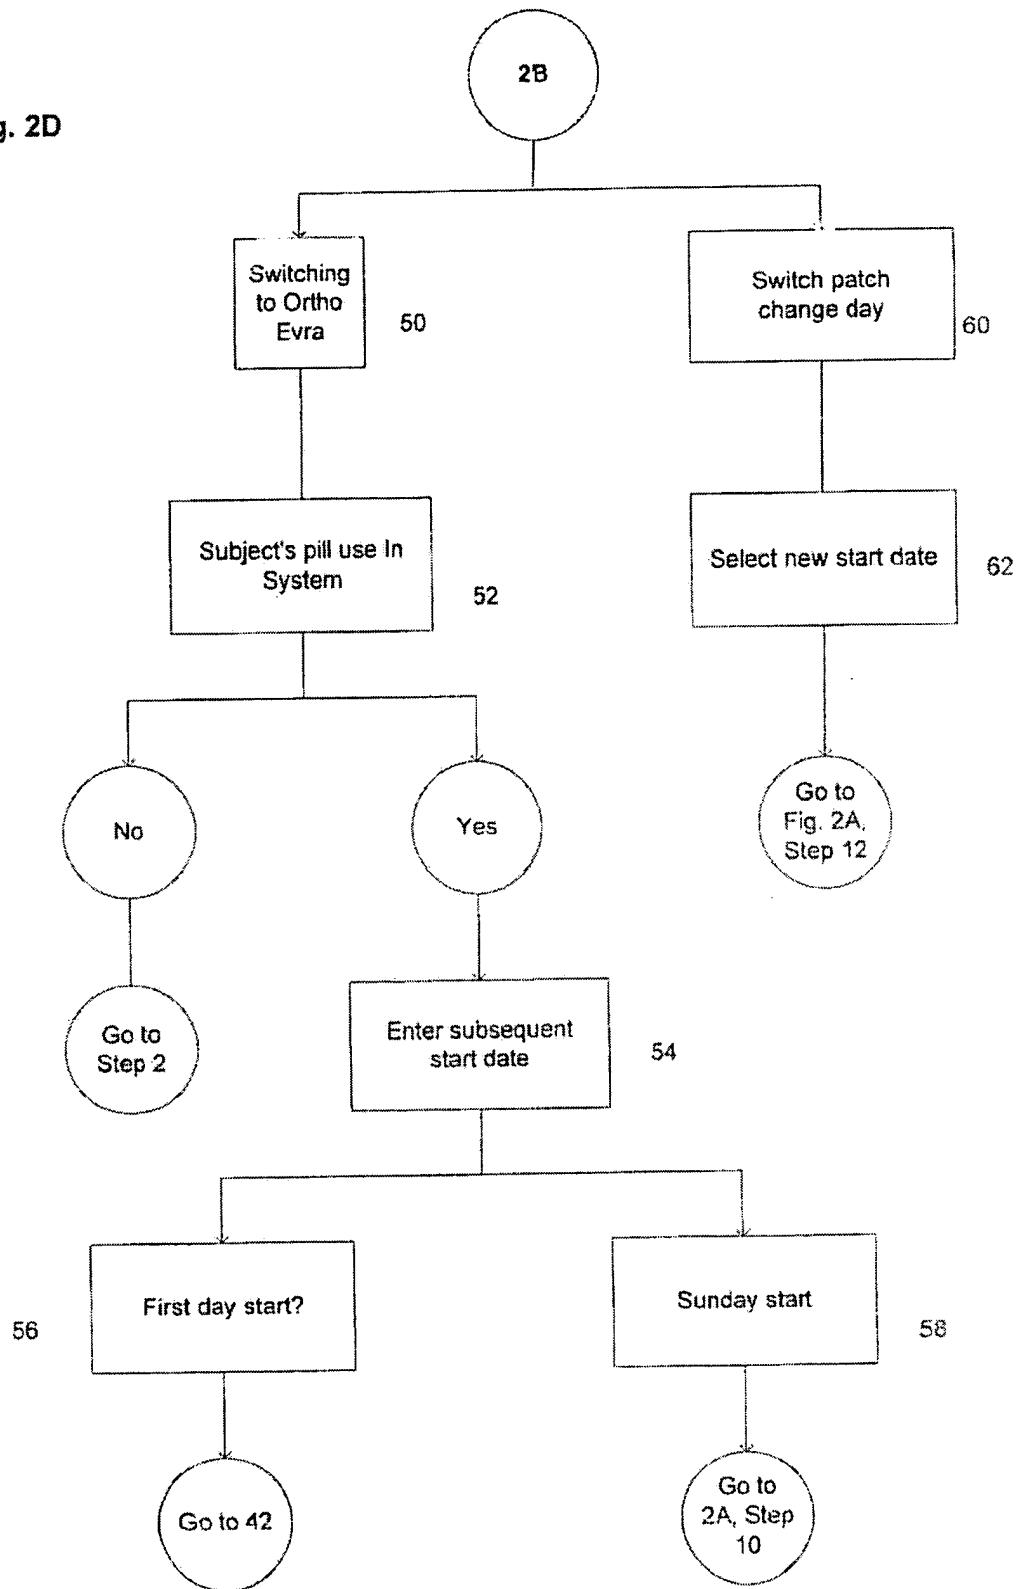 2B
g. 2D
Switching
to Ortho
Evra
50
Switch patch
change day
60
Subject's pill use In
System
52
Select new start date
62
No
Yes
Go to
Fig. 2A,
Step 12
Go to
Step 2
Enter subsequent
start date
54
First day start?
56
Sunday start
58
Go to 42
Go to
2A, Step
10